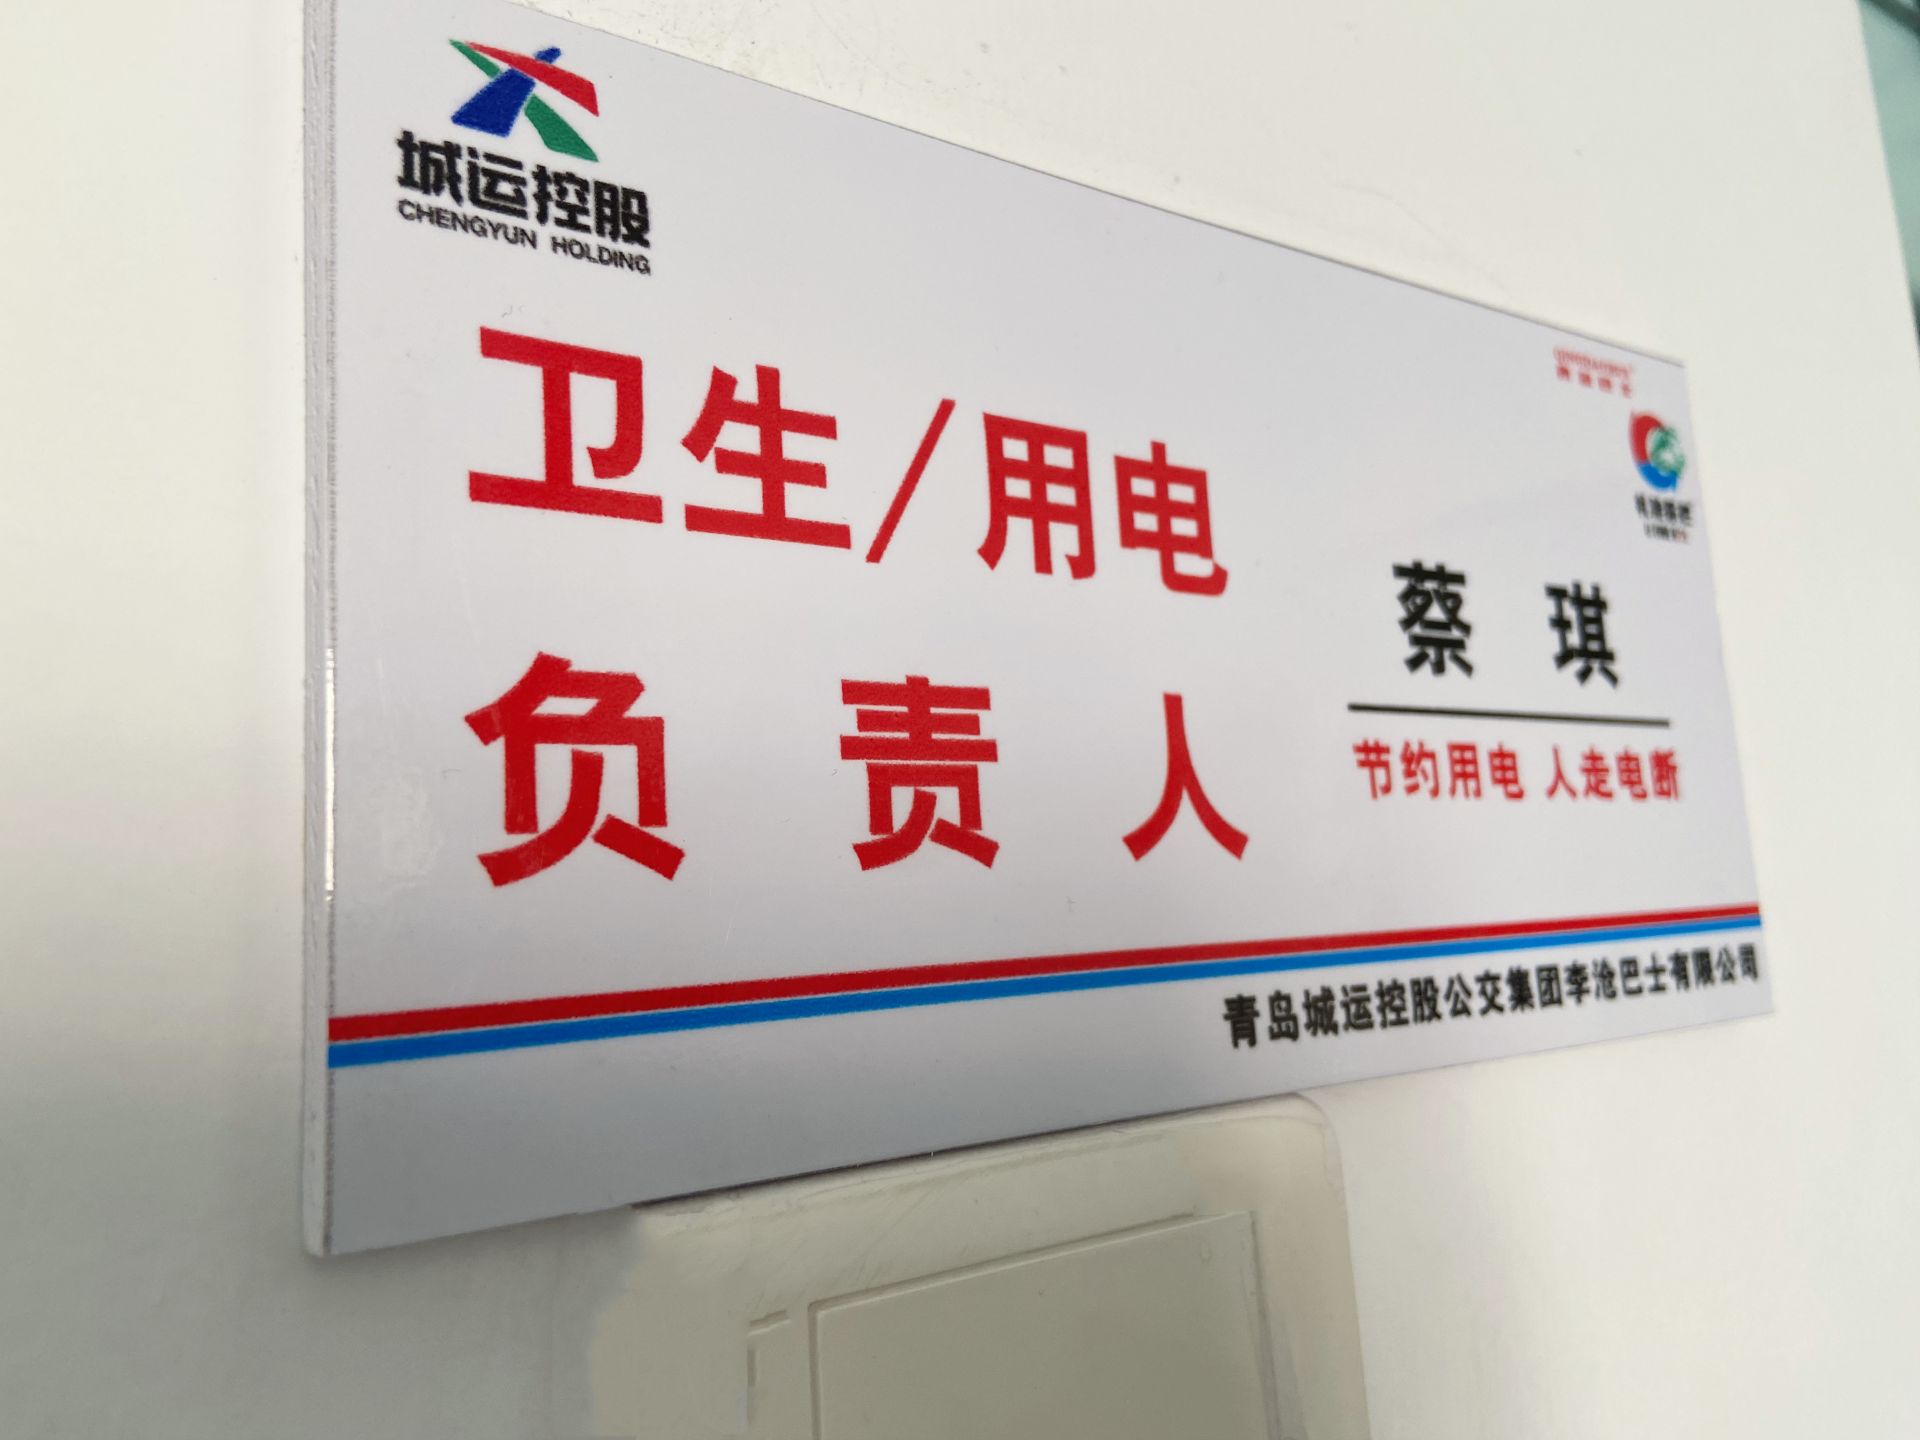 城运控股
CHENGYUN HOLDING
卫生/用电
负责人
蔡琪
节约用电 人走电断
青岛城运控股公交集团李沧巴士有限公司